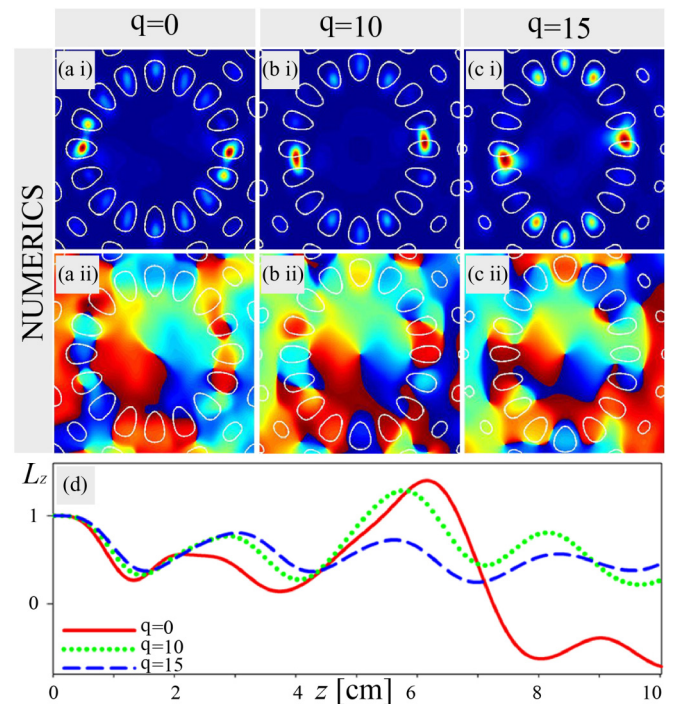 q=0 q=10 q=15
NUMERICS
(a i) (b i) (c i)
(a ii) (b ii) (c ii)
L_z (d)
1
0
q=0
q=10
q=15
0 2 4 6 8 10
z [cm]